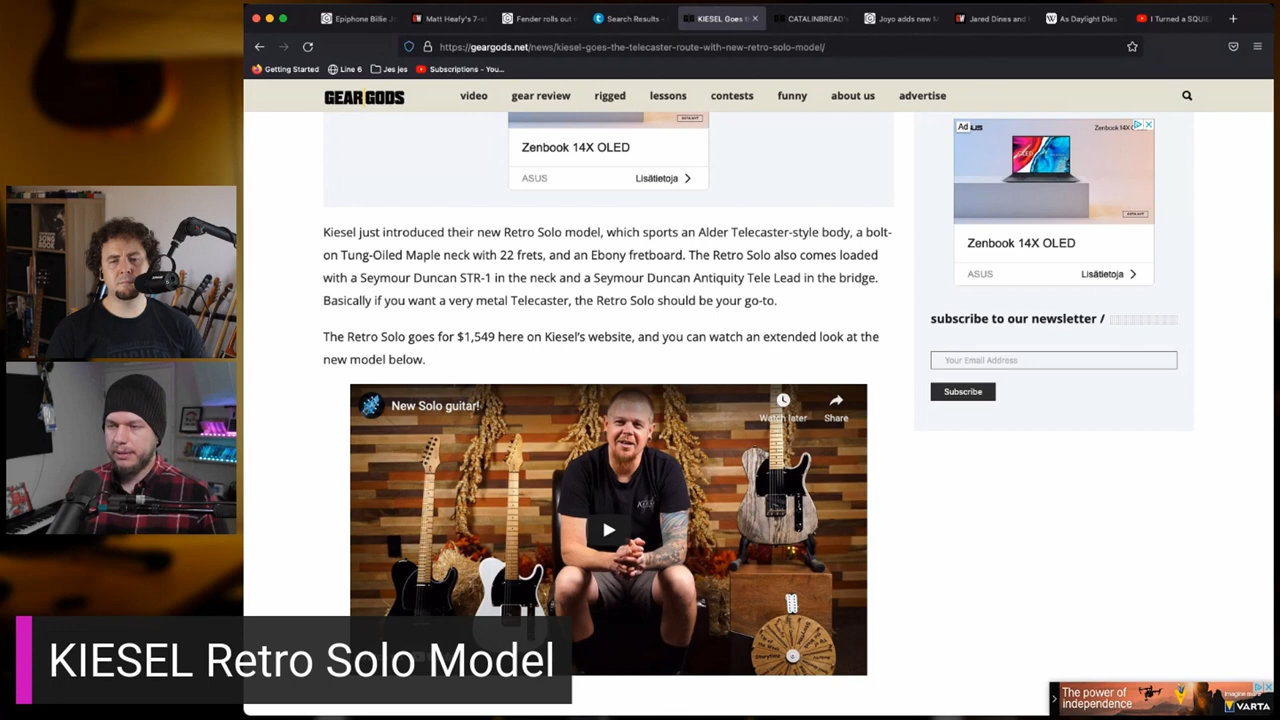 Epiphone Billie J
Matt Heafy's 7-s
Fender rolls out n
Search Results -
KIESEL Goes t
CATALINBREAD'
Joyo adds new M
Jared Dines and
As Daylight Dies
I Turned a SQUIE
https://geargods.net/news/kiesel-goes-the-telecaster-route-with-new-retro-solo-model/
Getting Started
Line 6
Jes jes
Subscriptions - You...
GEAR GODS
video
gear review
rigged
lessons
contests
funny
about us
advertise
Zenbook 14X OLED
ASUS
Lisätietoja
Ad
Zenbook 14X OLED
ASUS
Lisätietoja
Kiesel just introduced their new Retro Solo model, which sports an Alder Telecaster-style body, a bolt-
on Tung-Oiled Maple neck with 22 frets, and an Ebony fretboard. The Retro Solo also comes loaded
with a Seymour Duncan STR-1 in the neck and a Seymour Duncan Antiquity Tele Lead in the bridge.
Basically if you want a very metal Telecaster, the Retro Solo should be your go-to.
The Retro Solo goes for $1,549 here on Kiesel's website, and you can watch an extended look at the
new model below.
subscribe to our newsletter /
Your Email Address
Subscribe
New Solo guitar!
Watch later
Share
KIESEL Retro Solo Model
The power of
independence
VARTA